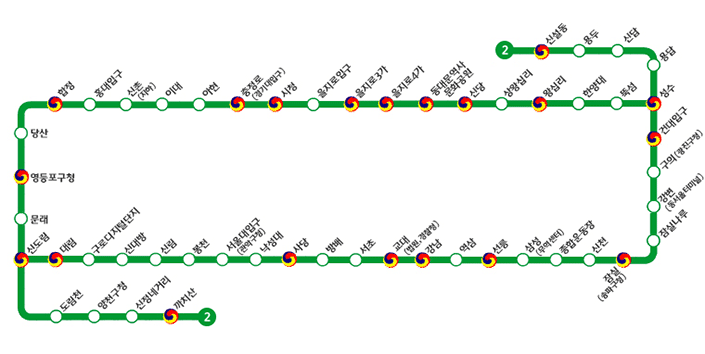 2
신설동
용두
신답
용답
합정
홍대입구
신촌
(지하)
이대
아현
충정로
(경기대입구)
시청
을지로입구
을지로3가
을지로4가
동대문역사
문화공원
신당
상왕십리
왕십리
한양대
뚝섬
성수
건대입구
구의(광진구청)
강변
(동서울터미널)
잠실나루
당산
영등포구청
문래
신도림
대림
구로디지털단지
신대방
신림
봉천
서울대입구
(관악구청)
낙성대
사당
방배
서초
교대
(법원.검찰청)
강남
역삼
선릉
삼성
(무역센터)
종합운동장
신천
잠실
(송파구청)
도림천
양천구청
신정네거리
까치산
2